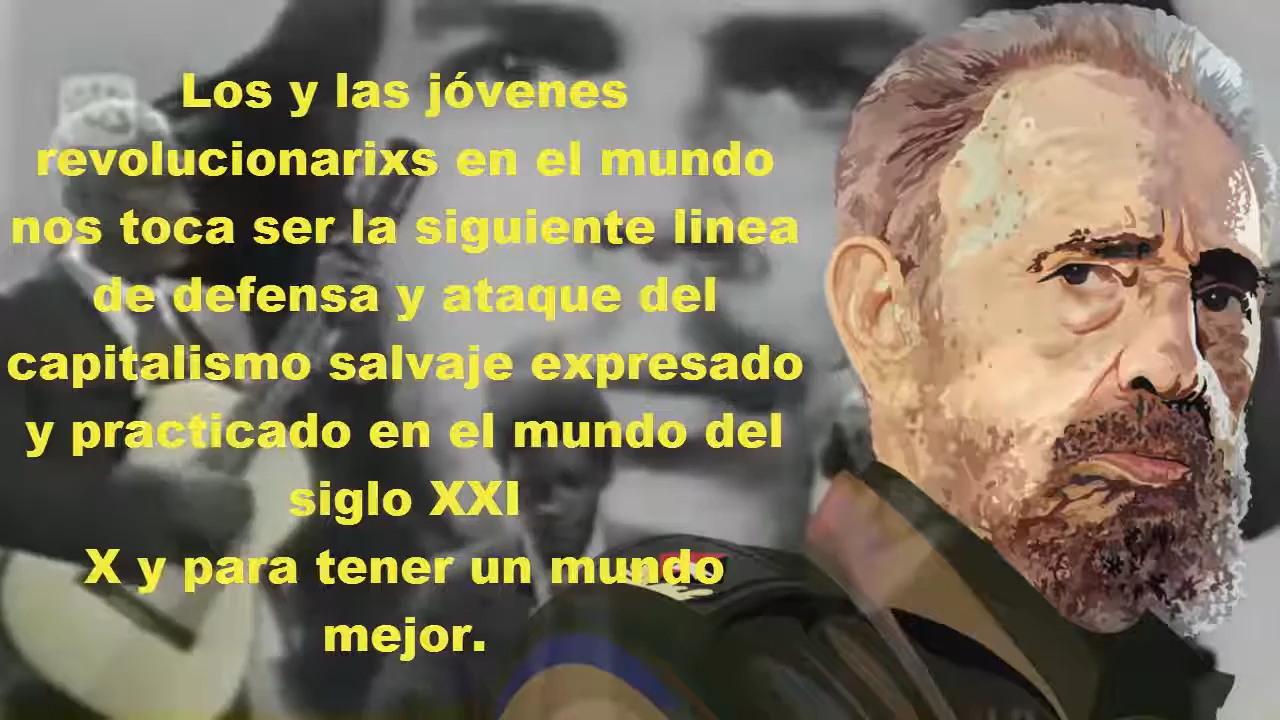 Los y las jóvenes
revolucionarixs en el mundo
nos toca ser la siguiente linea
de defensa y ataque del
capitalismo salvaje expresado
y practicado en el mundo del
siglo XXI
X y para tener un mundo
mejor.